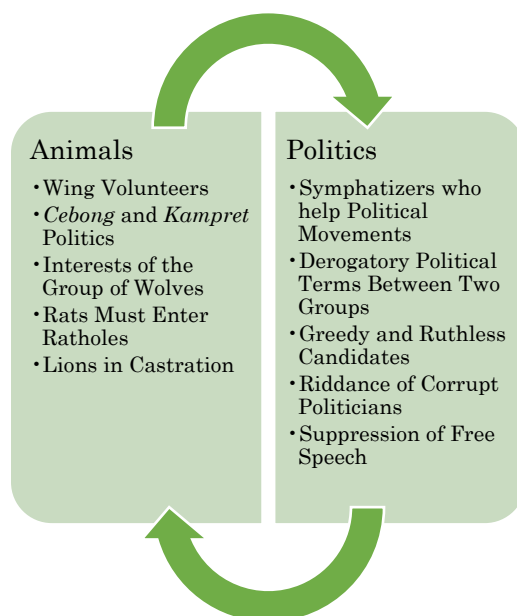 Animals
•Wing Volunteers
•Cebong and Kampret
Politics
•Interests of the
Group of Wolves
•Rats Must Enter
Ratholes
•Lions in Castration
Politics
•Symphatizers who
help Political
Movements
•Derogatory Political
Terms Between Two
Groups
•Greedy and Ruthless
Candidates
•Riddance of Corrupt
Politicians
•Suppression of Free
Speech